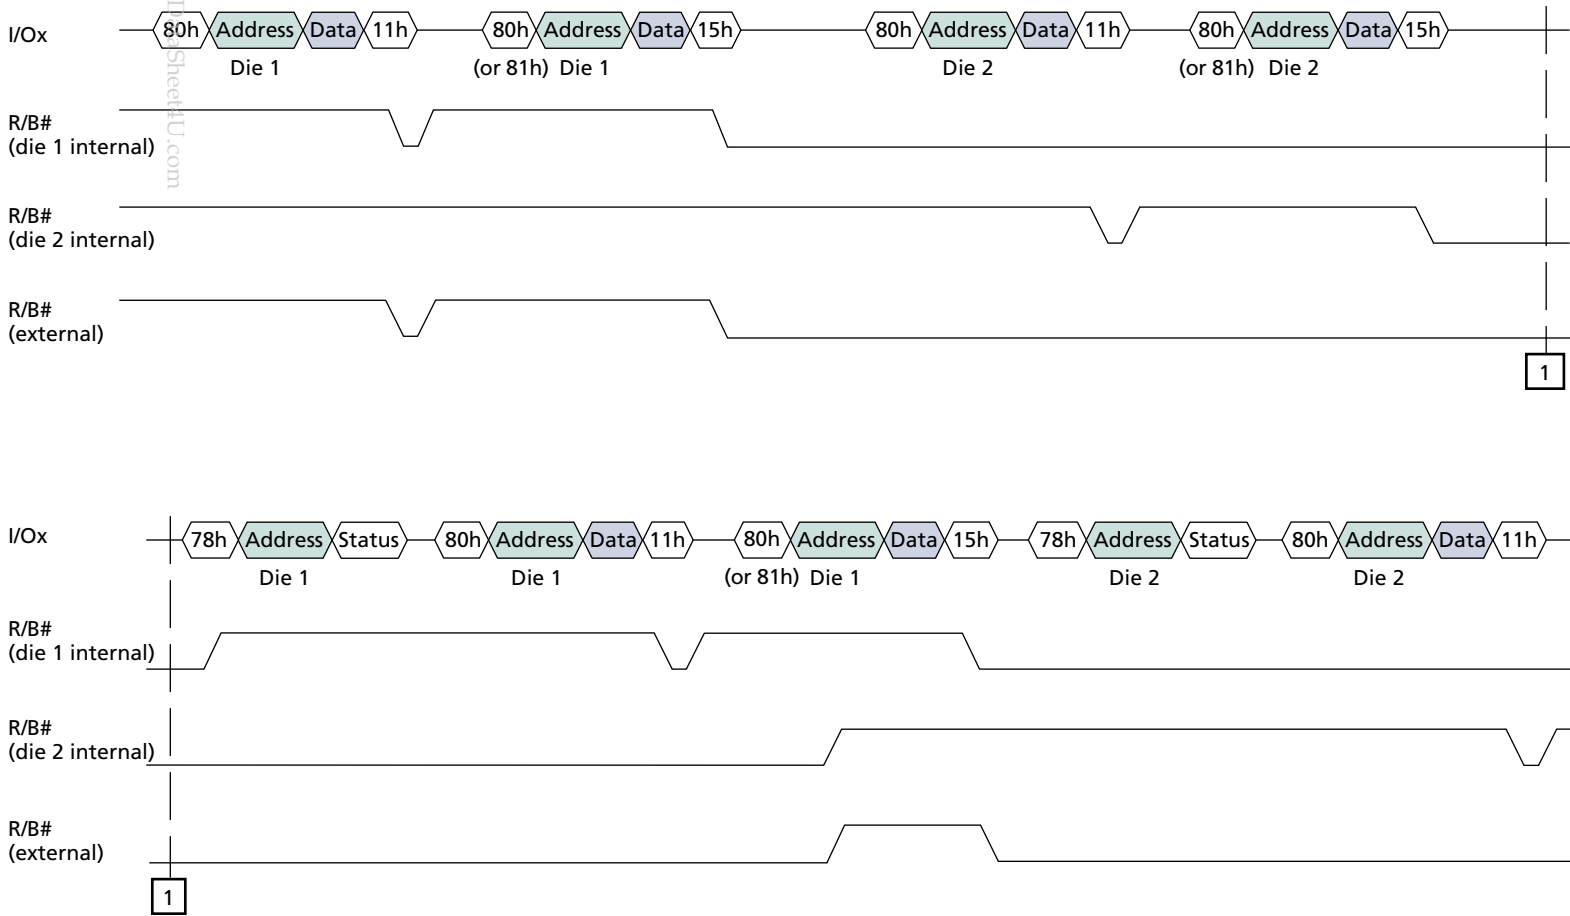 I/Ox 80h Address Data 11h 80h Address Data 15h 80h Address Data 11h 80h Address Data 15h
Die 1 (or 81h) Die 1 Die 2 (or 81h) Die 2
R/B#
(die 1 internal)
R/B#
(die 2 internal)
R/B#
(external)
1
I/Ox 78h Address Status 80h Address Data 11h 80h Address Data 15h 78h Address Status 80h Address Data 11h
Die 1 Die 1 (or 81h) Die 1 Die 2 Die 2
R/B#
(die 1 internal)
R/B#
(die 2 internal)
R/B#
(external)
1
DataSheet4U.com